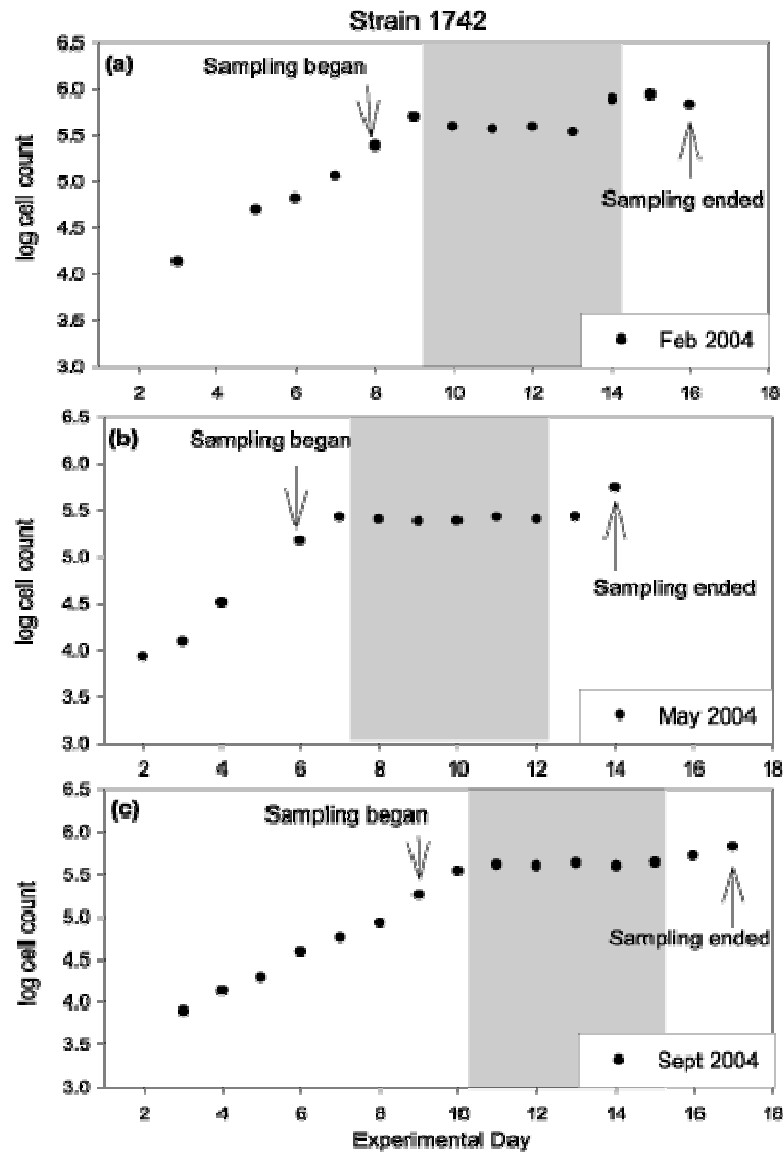 Strain 1742
(a)
Sampling began
Sampling ended
log cell count
6.5
6.0
5.5
5.0
4.5
4.0
3.5
3.0
Feb 2004
2 4 6 8 10 12 14 16 18
(b)
Sampling began
Sampling ended
log cell count
6.5
6.0
5.5
5.0
4.5
4.0
3.5
3.0
May 2004
2 4 6 8 10 12 14 16 18
(c)
Sampling began
Sampling ended
log cell count
6.5
6.0
5.5
5.0
4.5
4.0
3.5
3.0
Sept 2004
2 4 6 8 10 12 14 16 18
Experimental Day